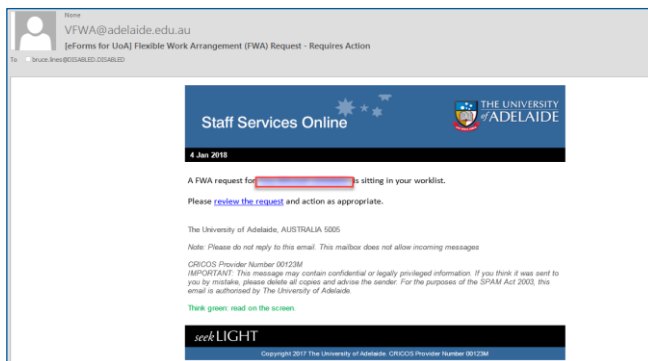 None
VFWA@adelaide.edu.au
[eForms for UoA] Flexible Work Arrangement (FWA) Request - Requires Action
To bruce.lines@DISABLED.DISABLED
Staff Services Online
THE UNIVERSITY
of ADELAIDE
4 Jan 2018
A FWA request for is sitting in your worklist.
Please review the request and action as appropriate.
The University of Adelaide, AUSTRALIA 5005
Note: Please do not reply to this email. This mailbox does not allow incoming messages
CRICOS Provider Number 00123M
IMPORTANT: This message may contain confidential or legally privileged information. If you think it was sent to
you by mistake, please delete all copies and advise the sender. For the purposes of the SPAM Act 2003, this
email is authorised by The University of Adelaide.
Think green: read on the screen.
seek LIGHT
Copyright 2017 The University of Adelaide. CRICOS Provider Number 00123M